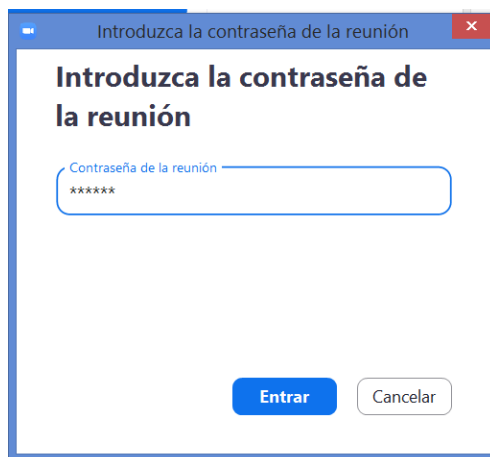 Introduzca la contraseña de la reunión
Introduzca la contraseña de
la reunión
Contraseña de la reunión
******
Entrar
Cancelar